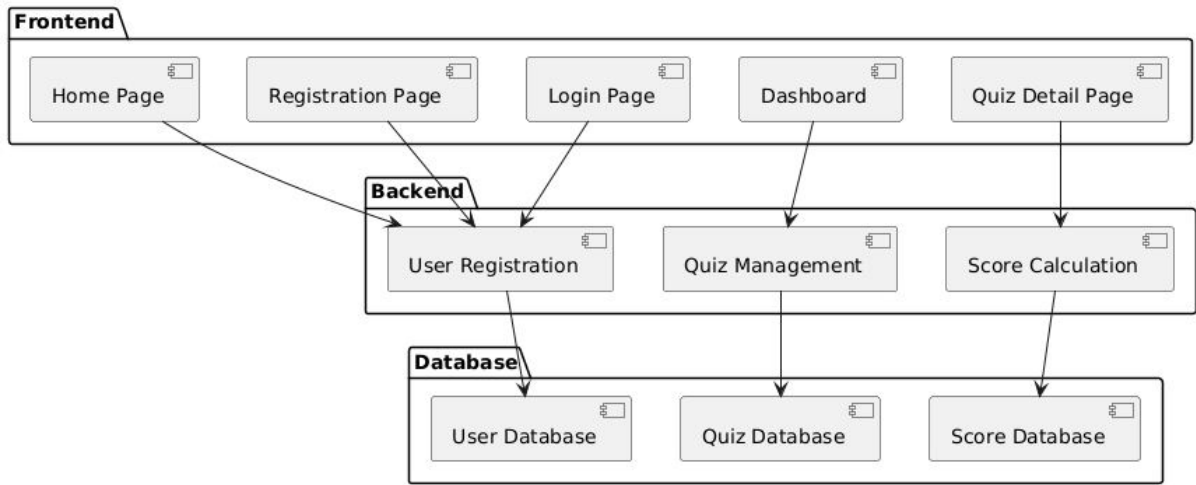 Frontend
Home Page
Registration Page
Login Page
Dashboard
Quiz Detail Page
Backend
User Registration
Quiz Management
Score Calculation
Database
User Database
Quiz Database
Score Database